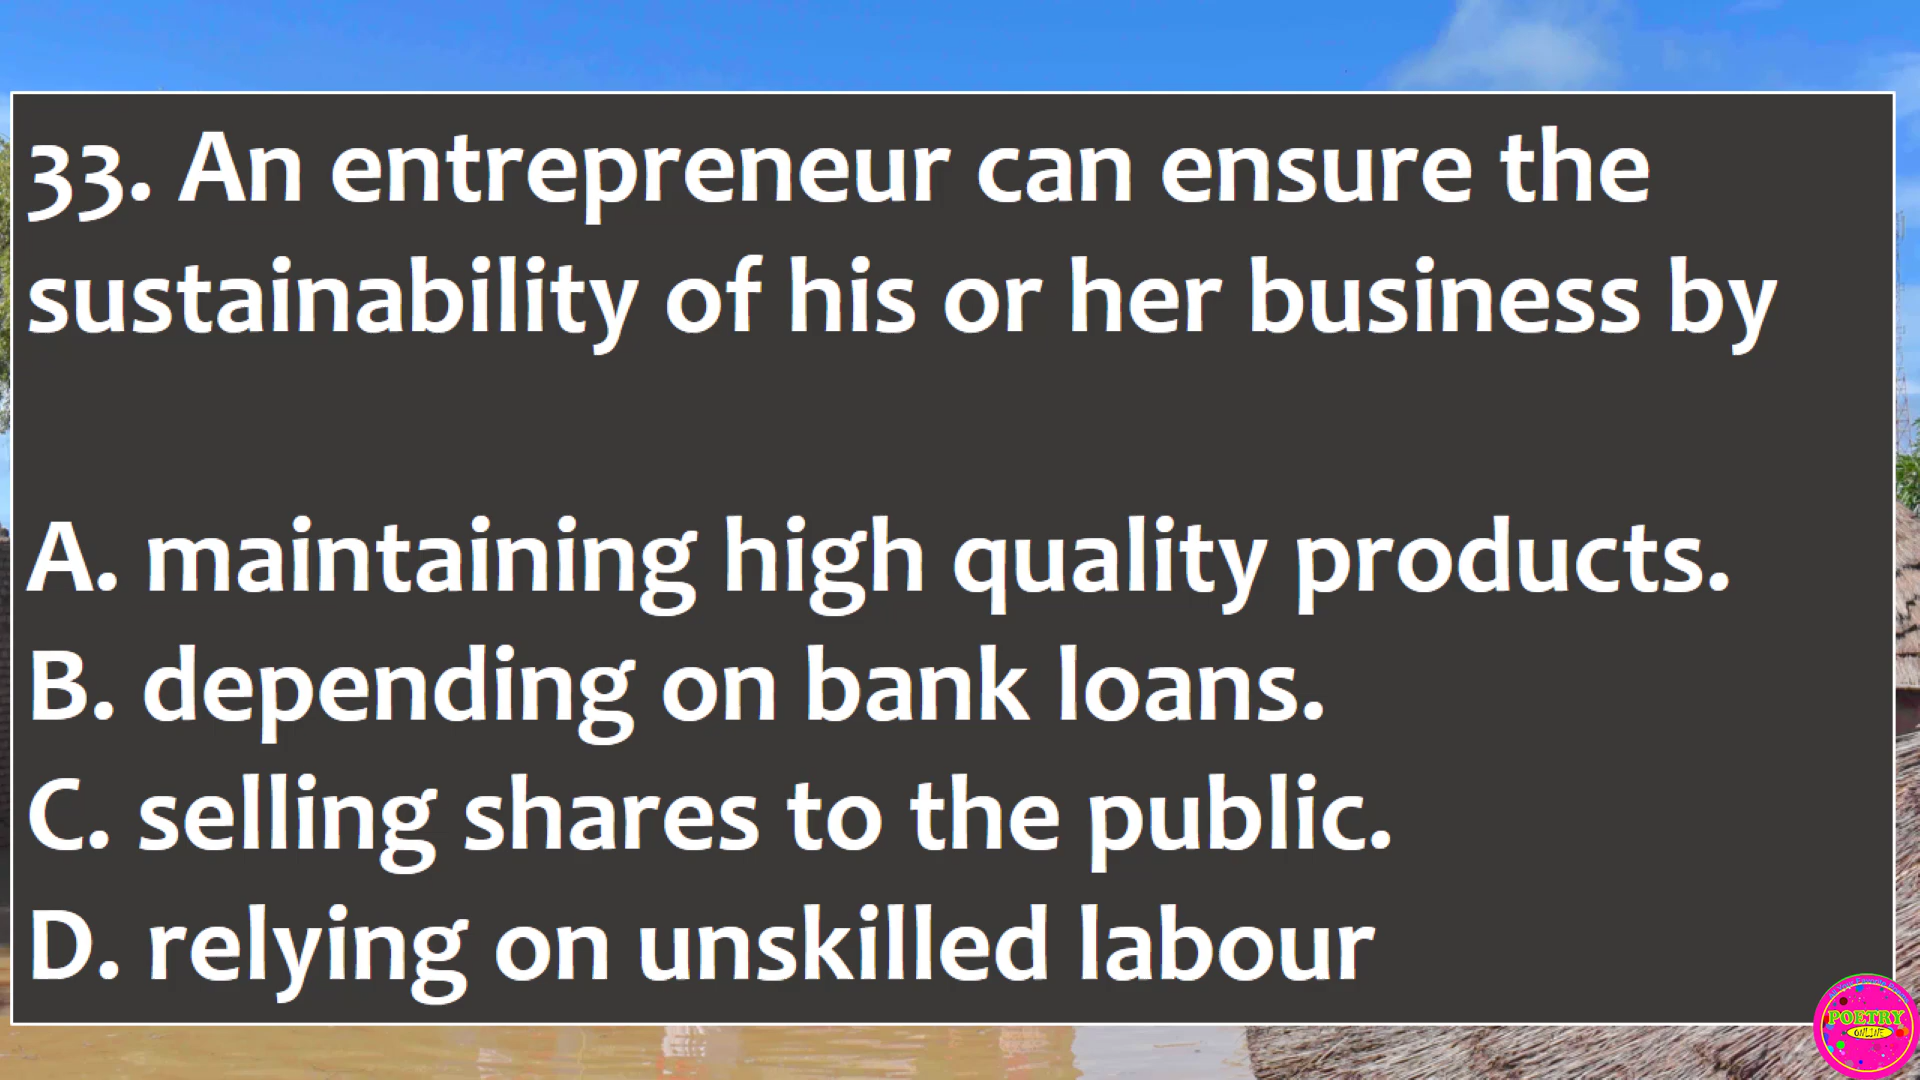 33. An entrepreneur can ensure the
sustainability of his or her business by
A. maintaining high quality products.
B. depending on bank loans.
C. selling shares to the public.
D. relying on unskilled labour
POETRY
ONLINE